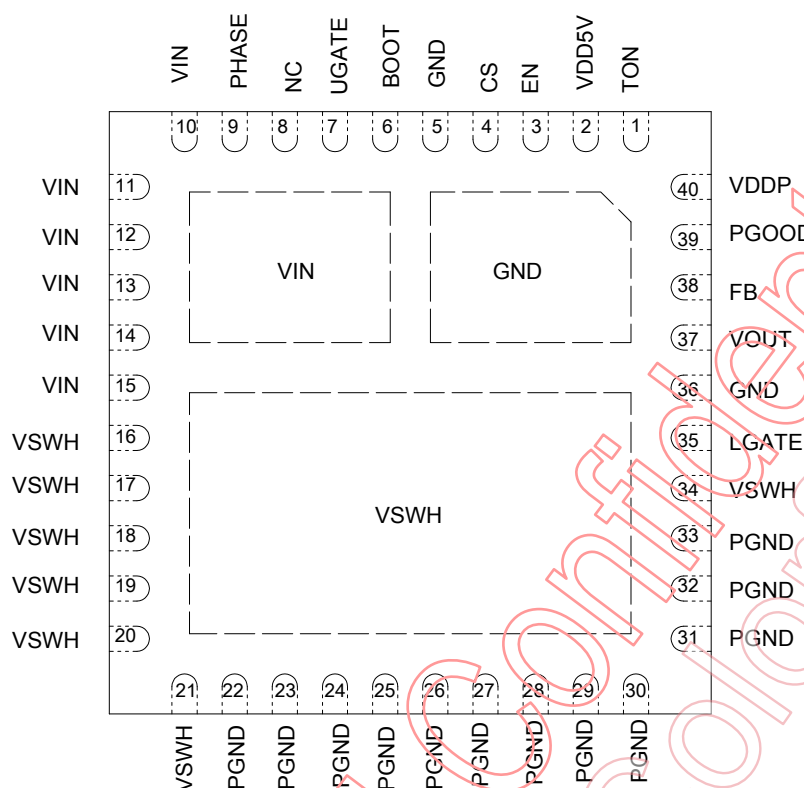 VIN PHASE NC UGATE BOOT GND CS EN VDD5V TON
10 9 8 7 6 5 4 3 2 1
VIN 11
VIN 12
VIN 13
VIN 14
VIN 15
VSWH 16
VSWH 17
VSWH 18
VSWH 19
VSWH 20
VIN
GND
VSWH
40 VDDP
39 PGOOD
38 FB
37 VOUT
36 GND
35 LGATE
34 VSWH
33 PGND
32 PGND
31 PGND
21 22 23 24 25 26 27 28 29 30
VSWH PGND PGND PGND PGND PGND PGND PGND PGND PGND
Confident